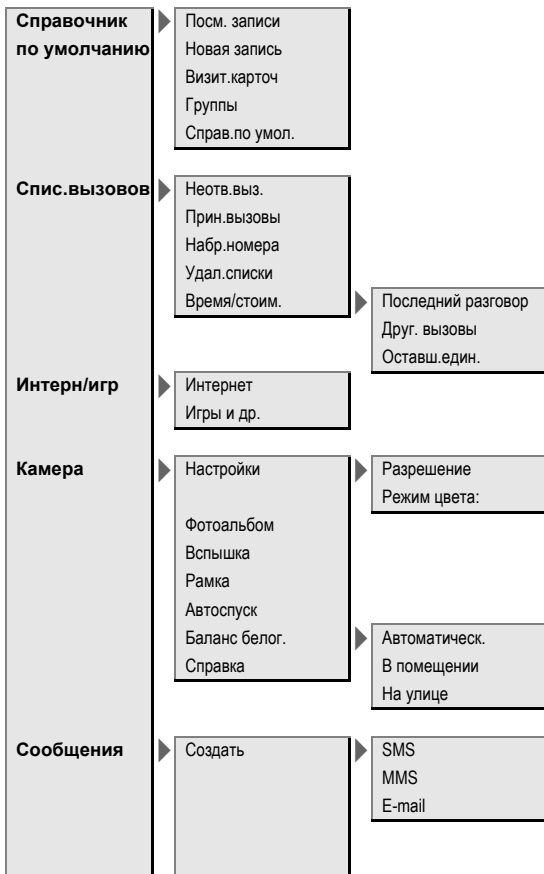 Справочник
по умолчанию
Посм. записи
Новая запись
Визит.карточ
Группы
Справ.по умол.
Спис.вызовов
Неотв.выз.
Прин.вызовы
Набр.номера
Удал.списки
Время/стоим.
Последний разговор
Друг. вызовы
Оставш.един.
Интерн/игр
Интернет
Игры и др.
Камера
Настройки
Разрешение
Режим цвета:
Фотоальбом
Вспышка
Рамка
Автоспуск
Баланс белог.
Автоматическ.
Справка
В помещении
На улице
Сообщения
Создать
SMS
MMS
E-mail